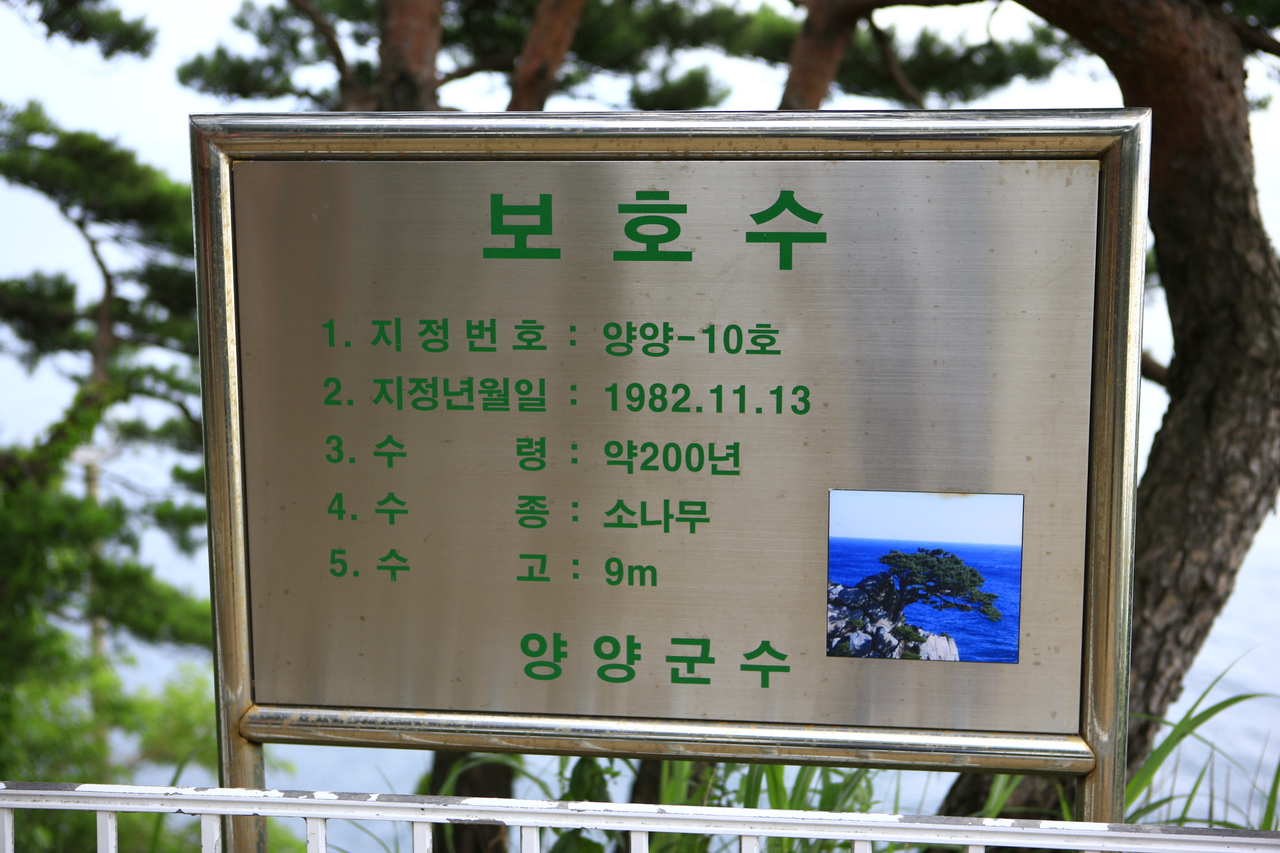 보호수
1. 지정번호 : 양양-10호
2. 지정년월일 : 1982.11.13
3. 수 령 : 약200년
4. 수 종 : 소나무
5. 수 고 : 9m
양양군수